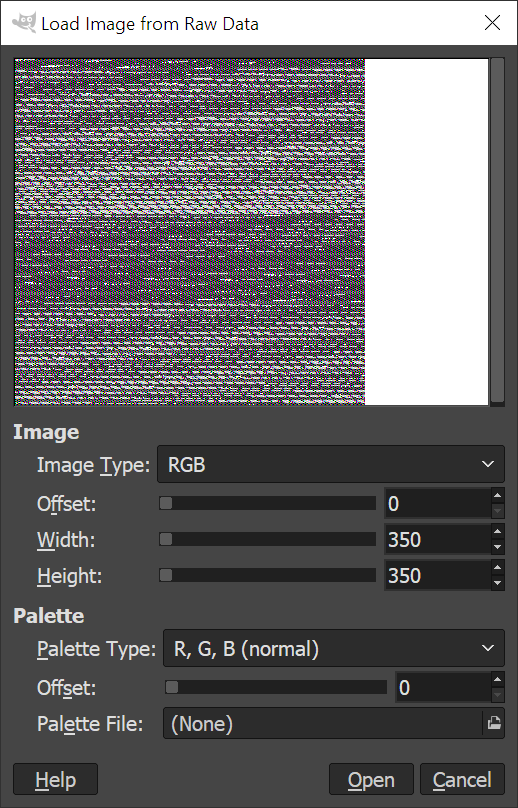 Load Image from Raw Data
Image
Image Type: RGB
Offset: 0
Width: 350
Height: 350
Palette
Palette Type: R, G, B (normal)
Offset: 0
Palette File: (None)
Help Open Cancel